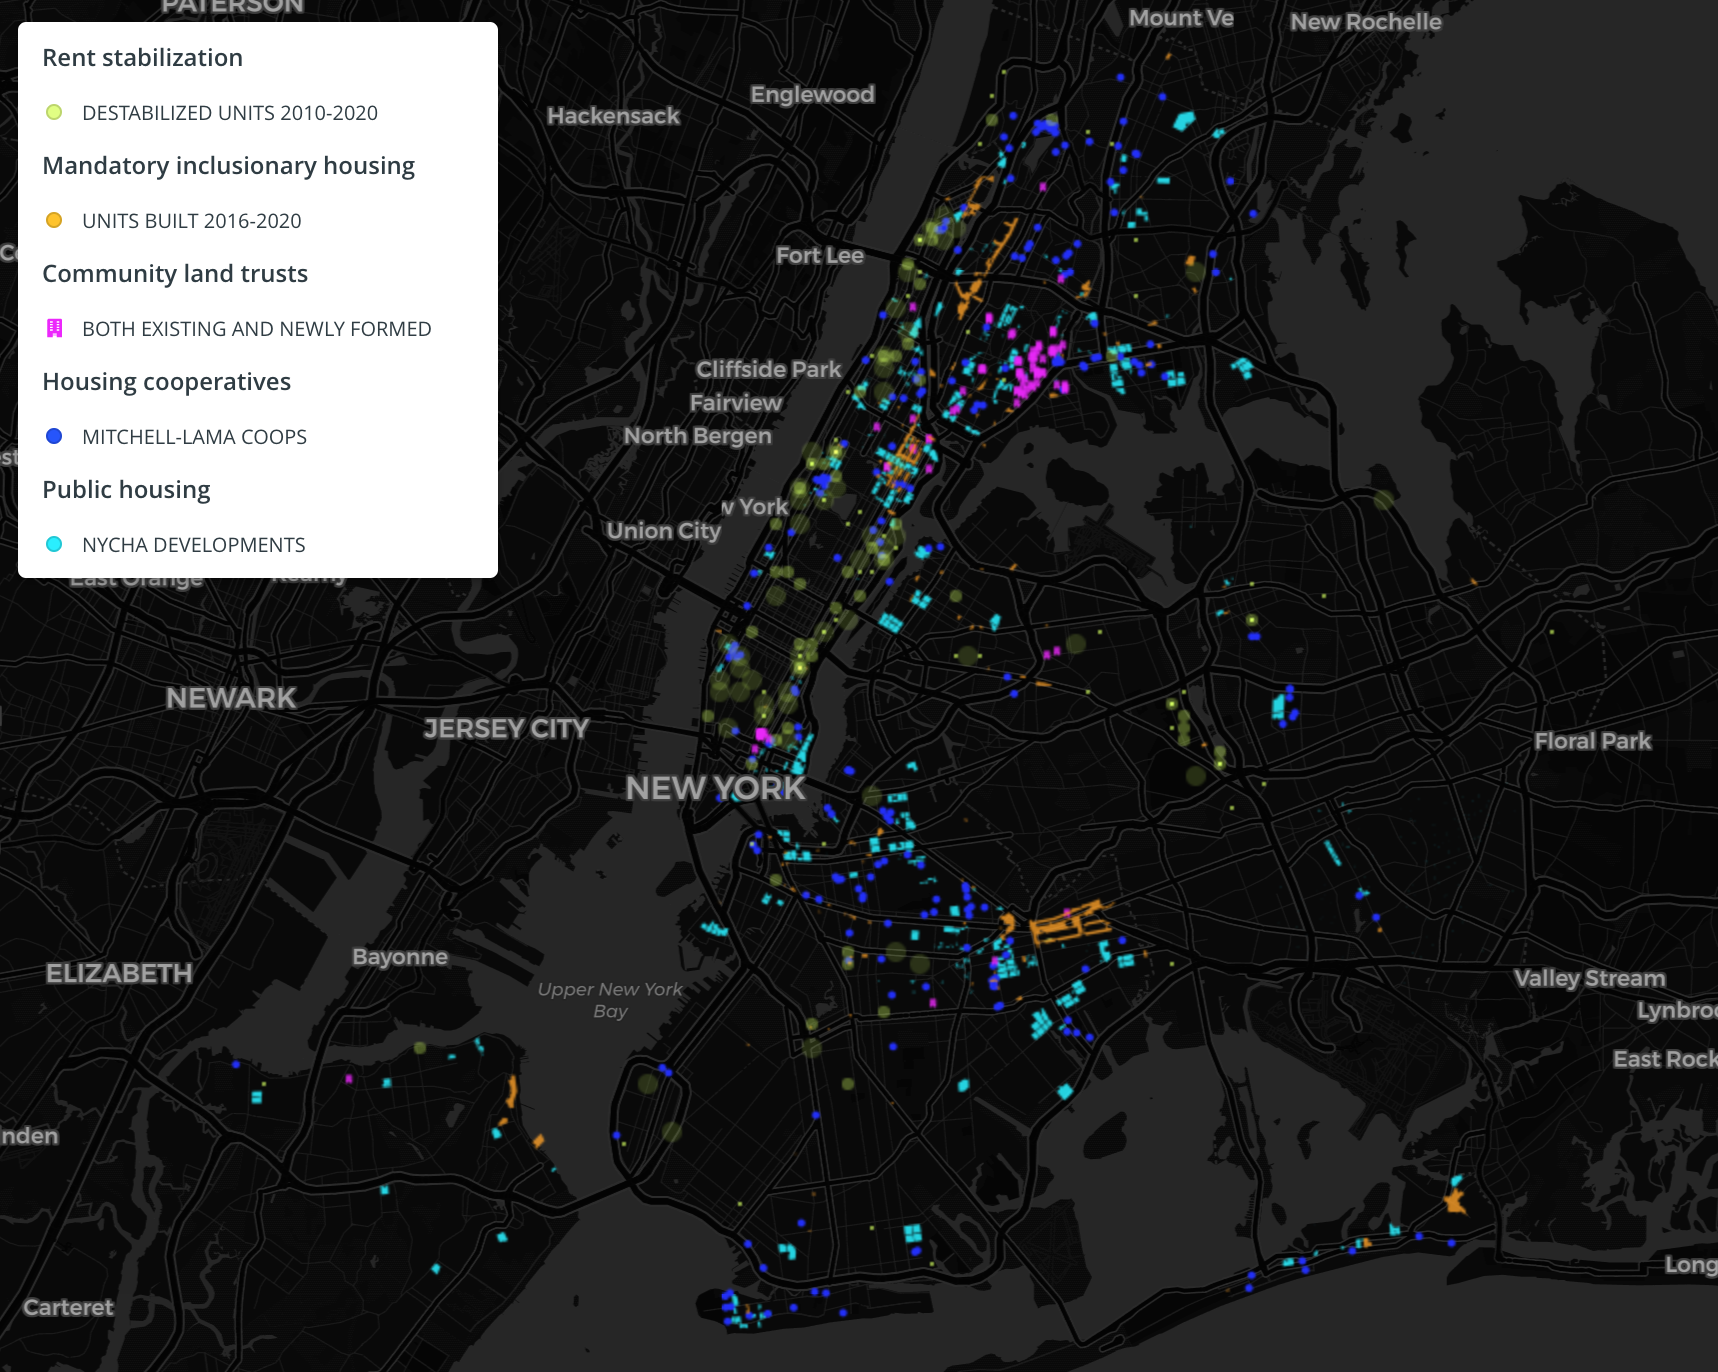 PATERSON
Mount Ve
New Rochelle
Rent stabilization
DESTABILIZED UNITS 2010-2020
Mandatory inclusionary housing
UNITS BUILT 2016-2020
Community land trusts
BOTH EXISTING AND NEWLY FORMED
Housing cooperatives
MITCHELL-LAMA COOPS
Public housing
NYCHA DEVELOPMENTS
Englewood
Hackensack
Fort Lee
Cliffside Park
Fairview
North Bergen
w York
Union City
East Orange
Kearny
NEWARK
JERSEY CITY
Floral Park
NEW YORK
Bayonne
ELIZABETH
Valley Stream
Upper New York
Bay
Lynbroo
East Rock
nden
Long
Carteret